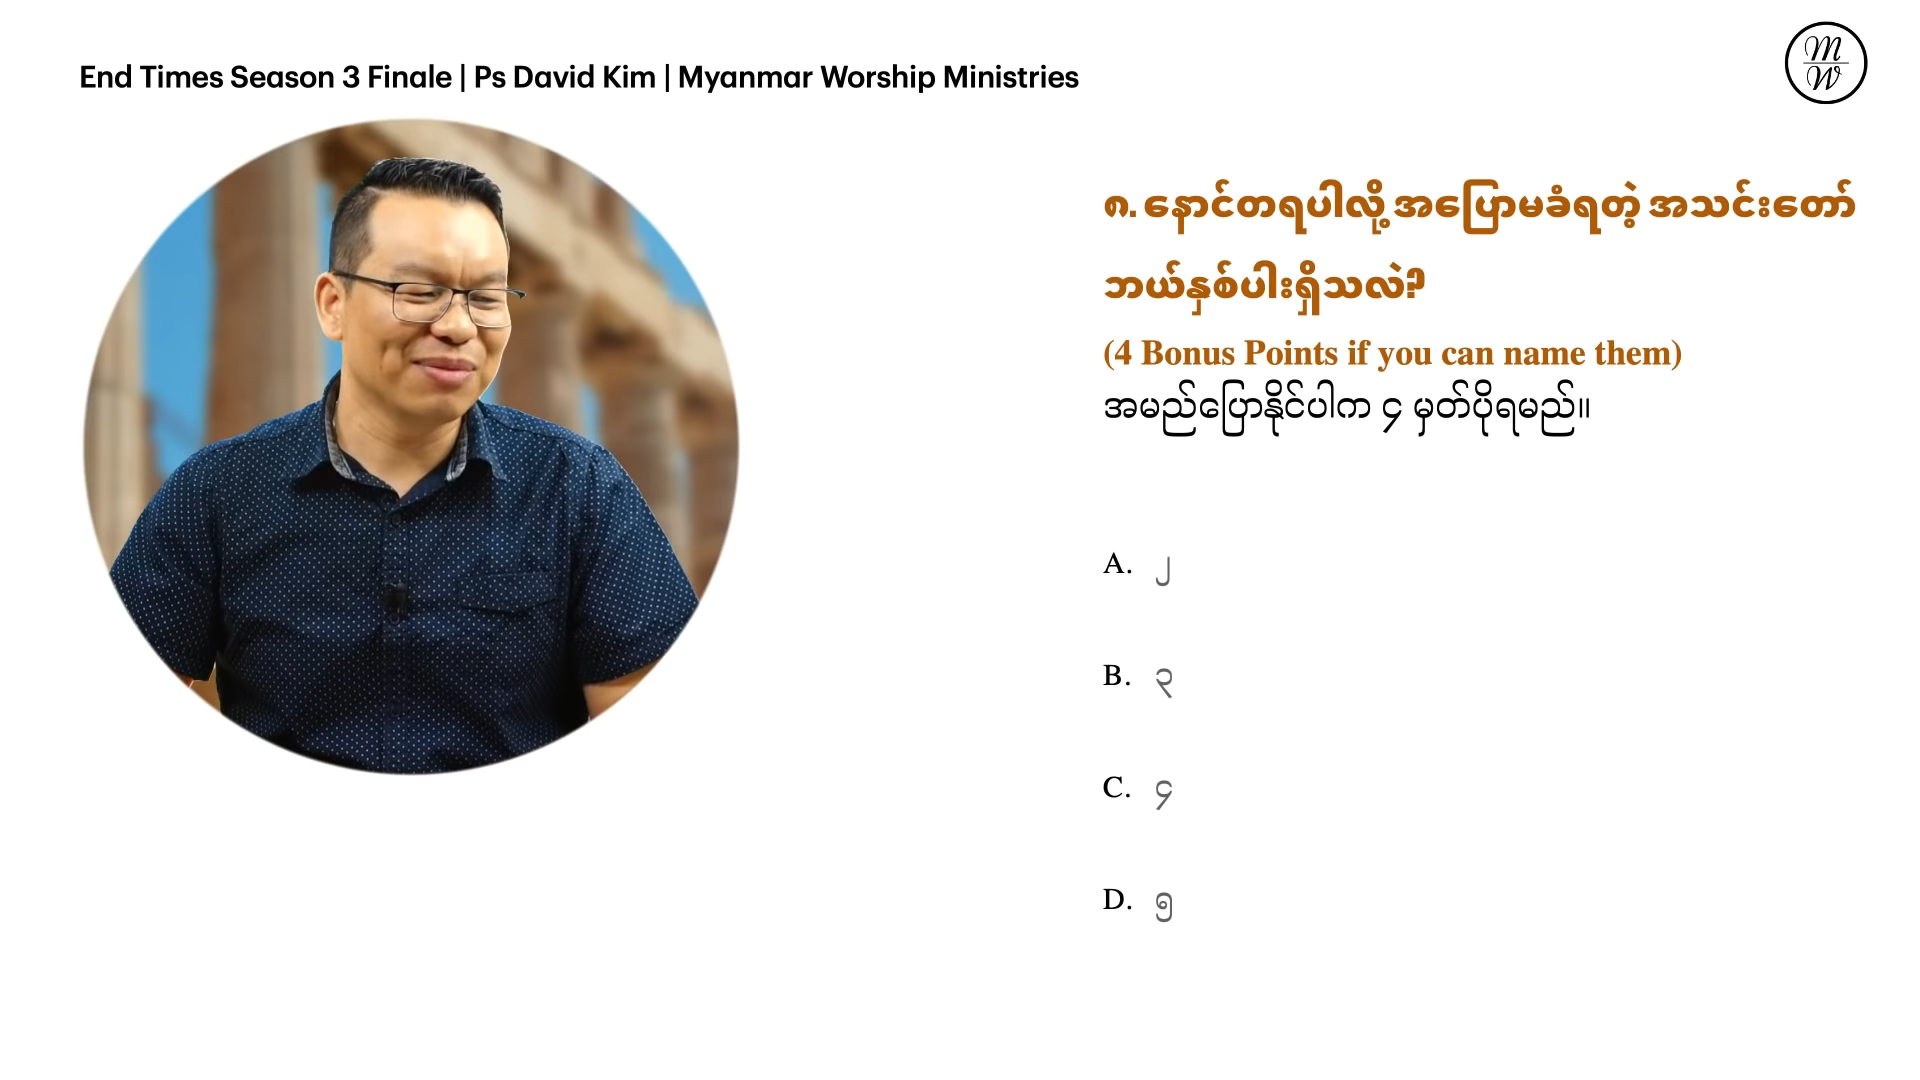 End Times Season 3 Finale | Ps David Kim | Myanmar Worship Ministries
M
W
၈. နောင်တရပါလို့ အပြောမခံရတဲ့ အသင်းတော်
ဘယ်နှစ်ပါးရှိသလဲ?
(4 Bonus Points if you can name them)
အမည်ပြောနိုင်ပါက ၄ မှတ်ပိုရမည်။
A. ၂
B. ၃
C. ၄
D. ၅